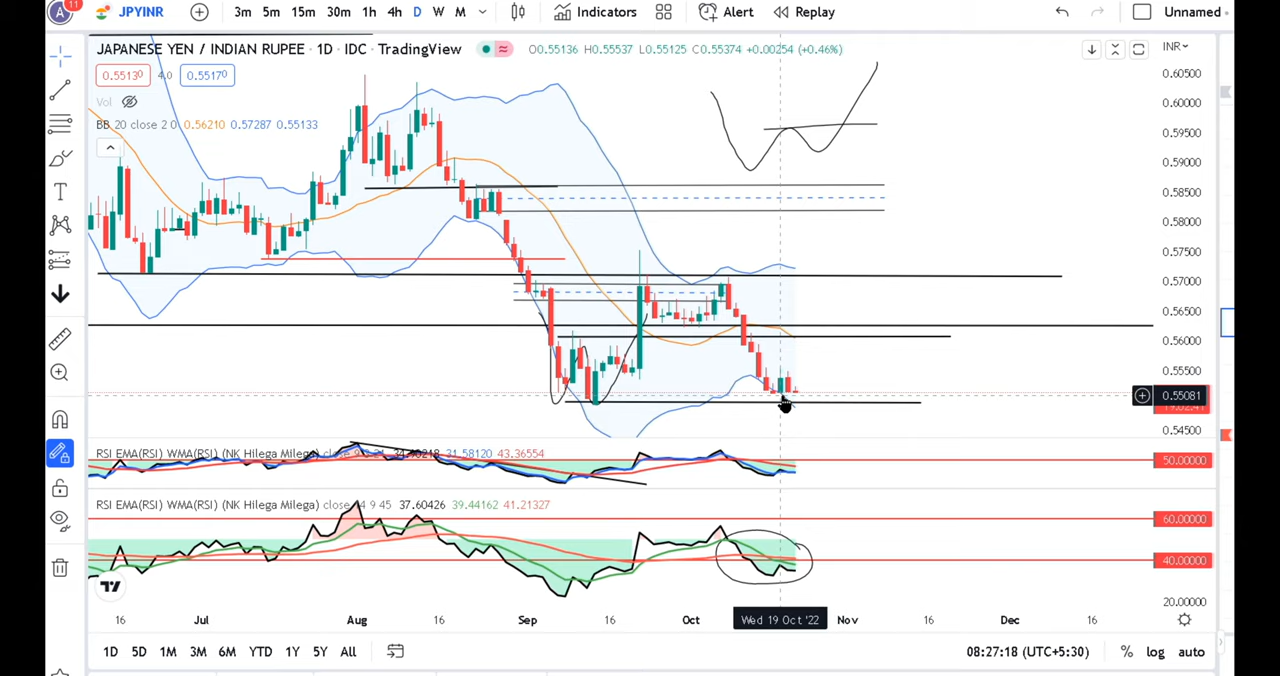 A 11 JPYINR 3m 5m 15m 30m 1h 4h D W M Indicators Alert Replay Unnamed
JAPANESE YEN / INDIAN RUPEE · 1D · IDC · TradingView O0.55136 H0.55537 L0.55125 C0.55374 +0.00254 (+0.46%) INR
0.55130 4.0 0.55170
Vol
BB 20 close 2 0 0.56210 0.57287 0.55133
0.60500
0.60000
0.59500
0.59000
0.58500
0.58000
0.57500
0.57000
0.56500
0.56000
0.55500
0.55081
0.54500
RSI EMA(RSI) WMA(RSI) (NK Hilega Milega) 31.58120 43.36554
50.00000
RSI EMA(RSI) WMA(RSI) (NK Hilega Milega) close 9 45 37.60426 39.44162 41.21327
60.00000
40.00000
20.00000
16 Jul Aug 16 Sep 16 Oct Wed 19 Oct '22 Nov 16 Dec 16
1D 5D 1M 3M 6M YTD 1Y 5Y All 08:27:18 (UTC+5:30) % log auto